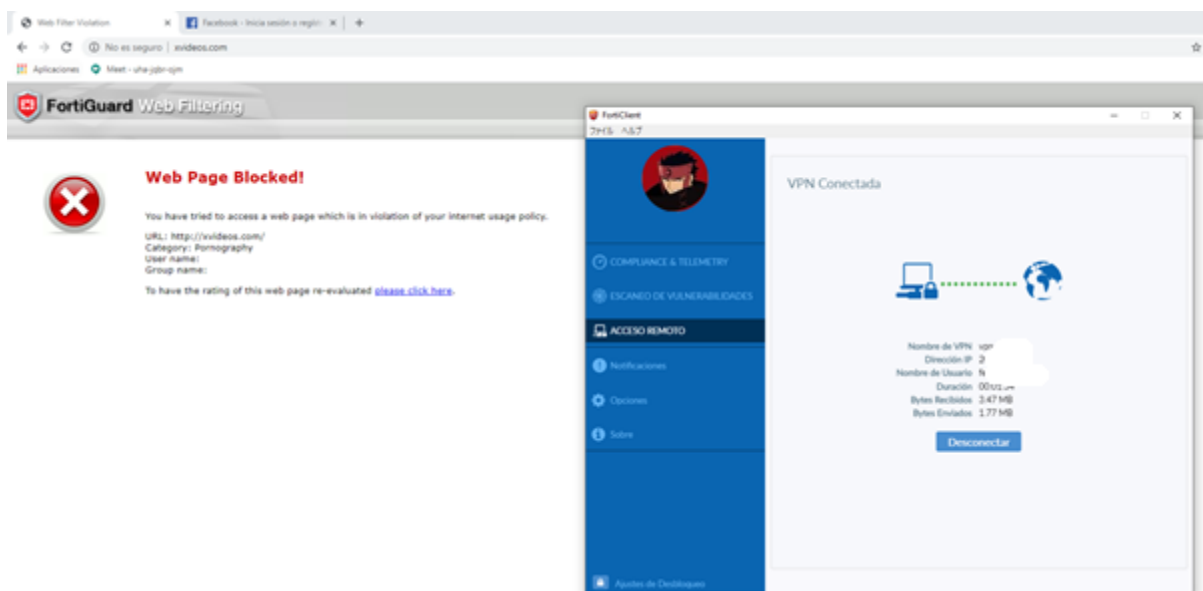 Web Filter Violation
Facebook - Inicia sesión o regístr
No es seguro | xvideos.com
Aplicaciones
Meet - uha-jqbr-ojm
FortiGuard Web Filtering
Web Page Blocked!
You have tried to access a web page which is in violation of your internet usage policy.
URL: http://xvideos.com/
Category: Pornography
User name:
Group name:
To have the rating of this web page re-evaluated please click here.
FortiClient
ファイル ヘルプ
COMPLIANCE & TELEMETRY
ESCANEO DE VULNERABILIDADES
ACCESO REMOTO
Notificaciones
Opciones
Sobre
Ajustes de Desbloqueo
VPN Conectada
Nombre de VPN vpn
Dirección IP 2
Nombre de Usuario
Duración
Bytes Recibidos 3.47 MB
Bytes Enviados 1.77 MB
Desconectar